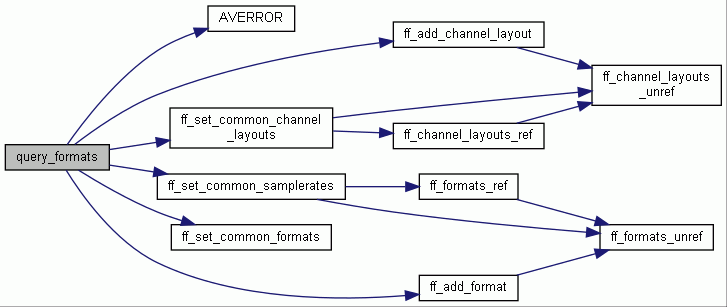 AVERROR
ff_add_channel_layout
ff_channel_layouts
_unref
ff_set_common_channel
_layouts
ff_channel_layouts_ref
query_formats
ff_set_common_samplerates
ff_formats_ref
ff_set_common_formats
ff_formats_unref
ff_add_format